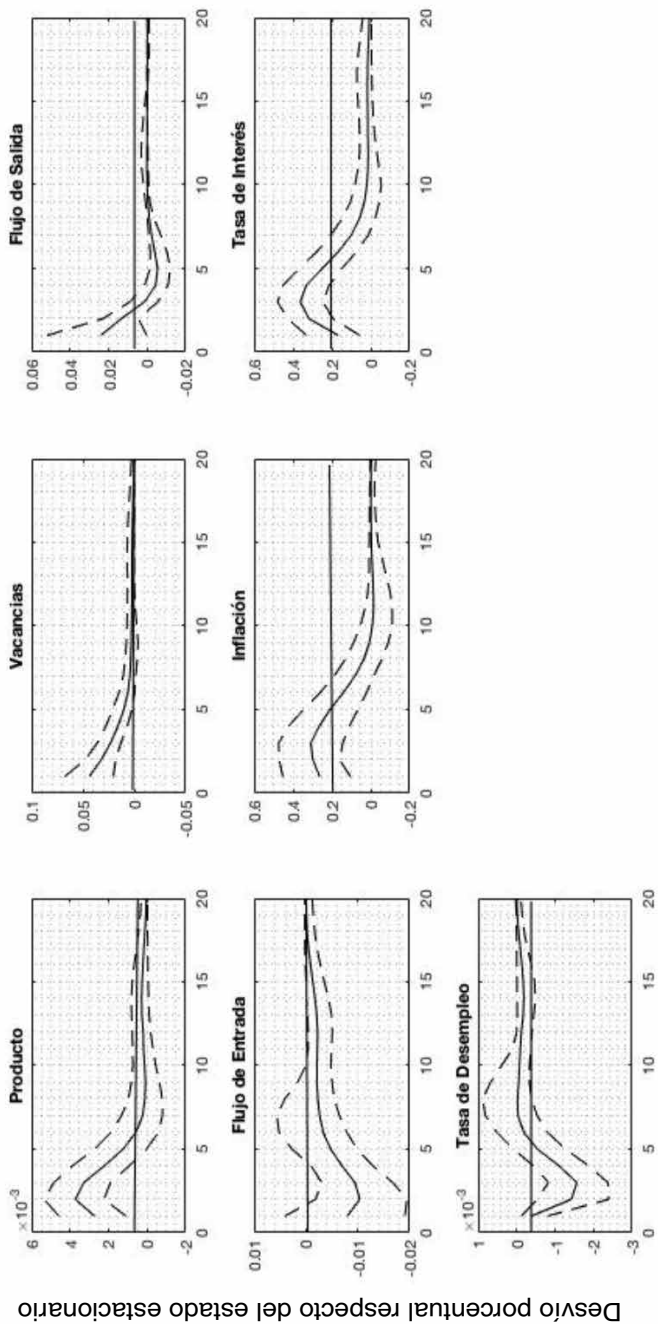 Desvío porcentual respecto del estado estacionario
Producto
×10⁻³
6
4
2
0
-2
0 5 10 15 20
Vacancias
0.1
0.05
0
-0.05
0 5 10 15 20
Flujo de Salida
0.06
0.04
0.02
0
-0.02
0 5 10 15 20
Flujo de Entrada
0.01
0
-0.01
-0.02
0 5 10 15 20
Inflación
0.6
0.4
0.2
0
-0.2
0 5 10 15 20
Tasa de Interés
0.6
0.4
0.2
0
-0.2
0 5 10 15 20
Tasa de Desempleo
×10⁻³
1
0
-1
-2
-3
0 5 10 15 20